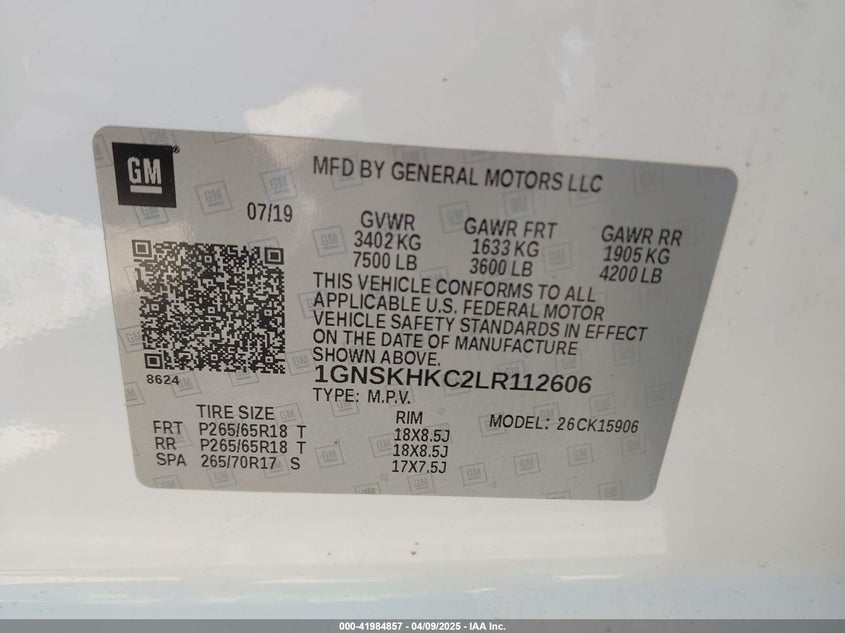 GM
MFD BY GENERAL MOTORS LLC
07/19
GVWR GAWR FRT GAWR RR
3402 KG 1633 KG 1905 KG
7500 LB 3600 LB 4200 LB
THIS VEHICLE CONFORMS TO ALL
APPLICABLE U.S. FEDERAL MOTOR
VEHICLE SAFETY STANDARDS IN EFFECT
ON THE DATE OF MANUFACTURE
SHOWN ABOVE.
8624
1GNSKHKC2LR112606
TYPE: M.P.V.
TIRE SIZE RIM MODEL: 26CK15906
FRT P265/65R18 T 18X8.5J
RR P265/65R18 T 18X8.5J
SPA 265/70R17 S 17X7.5J
000-41984857 - 04/09/2025 - IAA Inc.